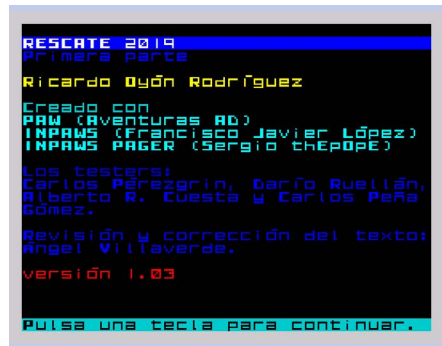 RESCATE 2019
Primera parte
Ricardo Oyón Rodríguez
Creado con
PAW (Aventuras AD)
INPAWS (Francisco Javier López)
INPAWS PAGER (Sergio thEpOpE)
Los testers:
Carlos Pérezgrin, Darío Ruellán,
Alberto R. Cuesta y Carlos Peña
Gómez.
Revisión y corrección del texto:
Ángel Villaverde.
versión 1.03
Pulsa una tecla para continuar.